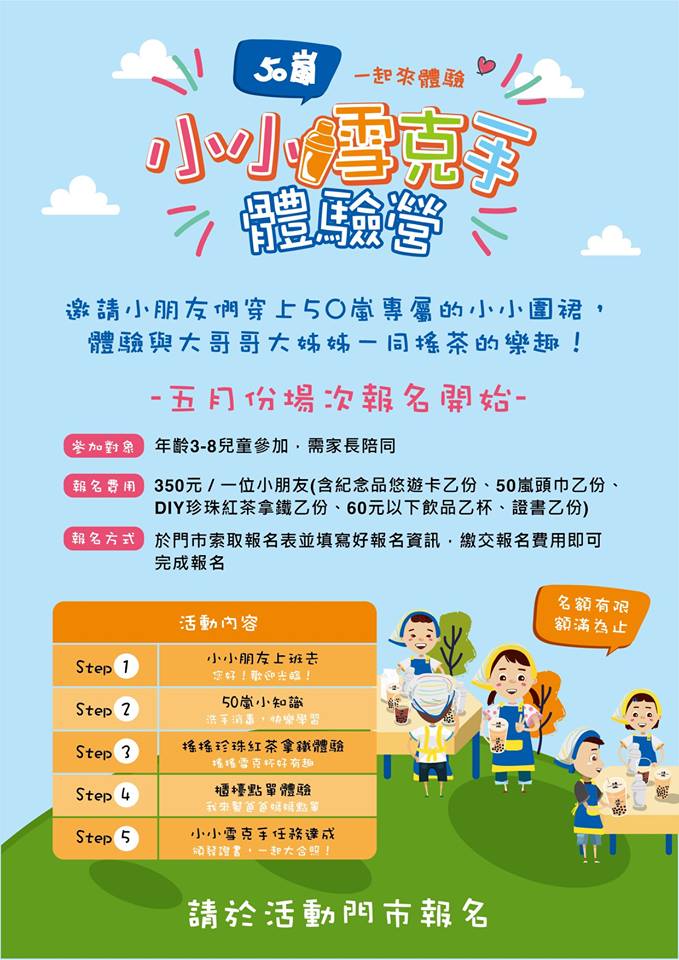 50嵐
一起來體驗
小小雪克手
體驗營
邀請小朋友們穿上50嵐專屬的小小圍裙，
體驗與大哥哥大姊姊一同搖茶的樂趣！
-五月份場次報名開始-
參加對象 年齡3-8兒童參加，需家長陪同
報名費用 350元 / 一位小朋友(含紀念品悠遊卡乙份、50嵐頭巾乙份、
DIY珍珠紅茶拿鐵乙份、60元以下飲品乙杯、證書乙份)
報名方式 於門市索取報名表並填寫好報名資訊，繳交報名費用即可
完成報名
名額有限
額滿為止
活動內容
Step 1 小小朋友上班去
您好！歡迎光臨！
Step 2 50嵐小知識
洗手消毒，快樂學習
Step 3 搖搖珍珠紅茶拿鐵體驗
搖搖雪克杯好有趣
Step 4 櫃檯點單體驗
我來幫爸爸媽媽點單
Step 5 小小雪克手任務達成
頒發證書，一起大合照！
請於活動門市報名